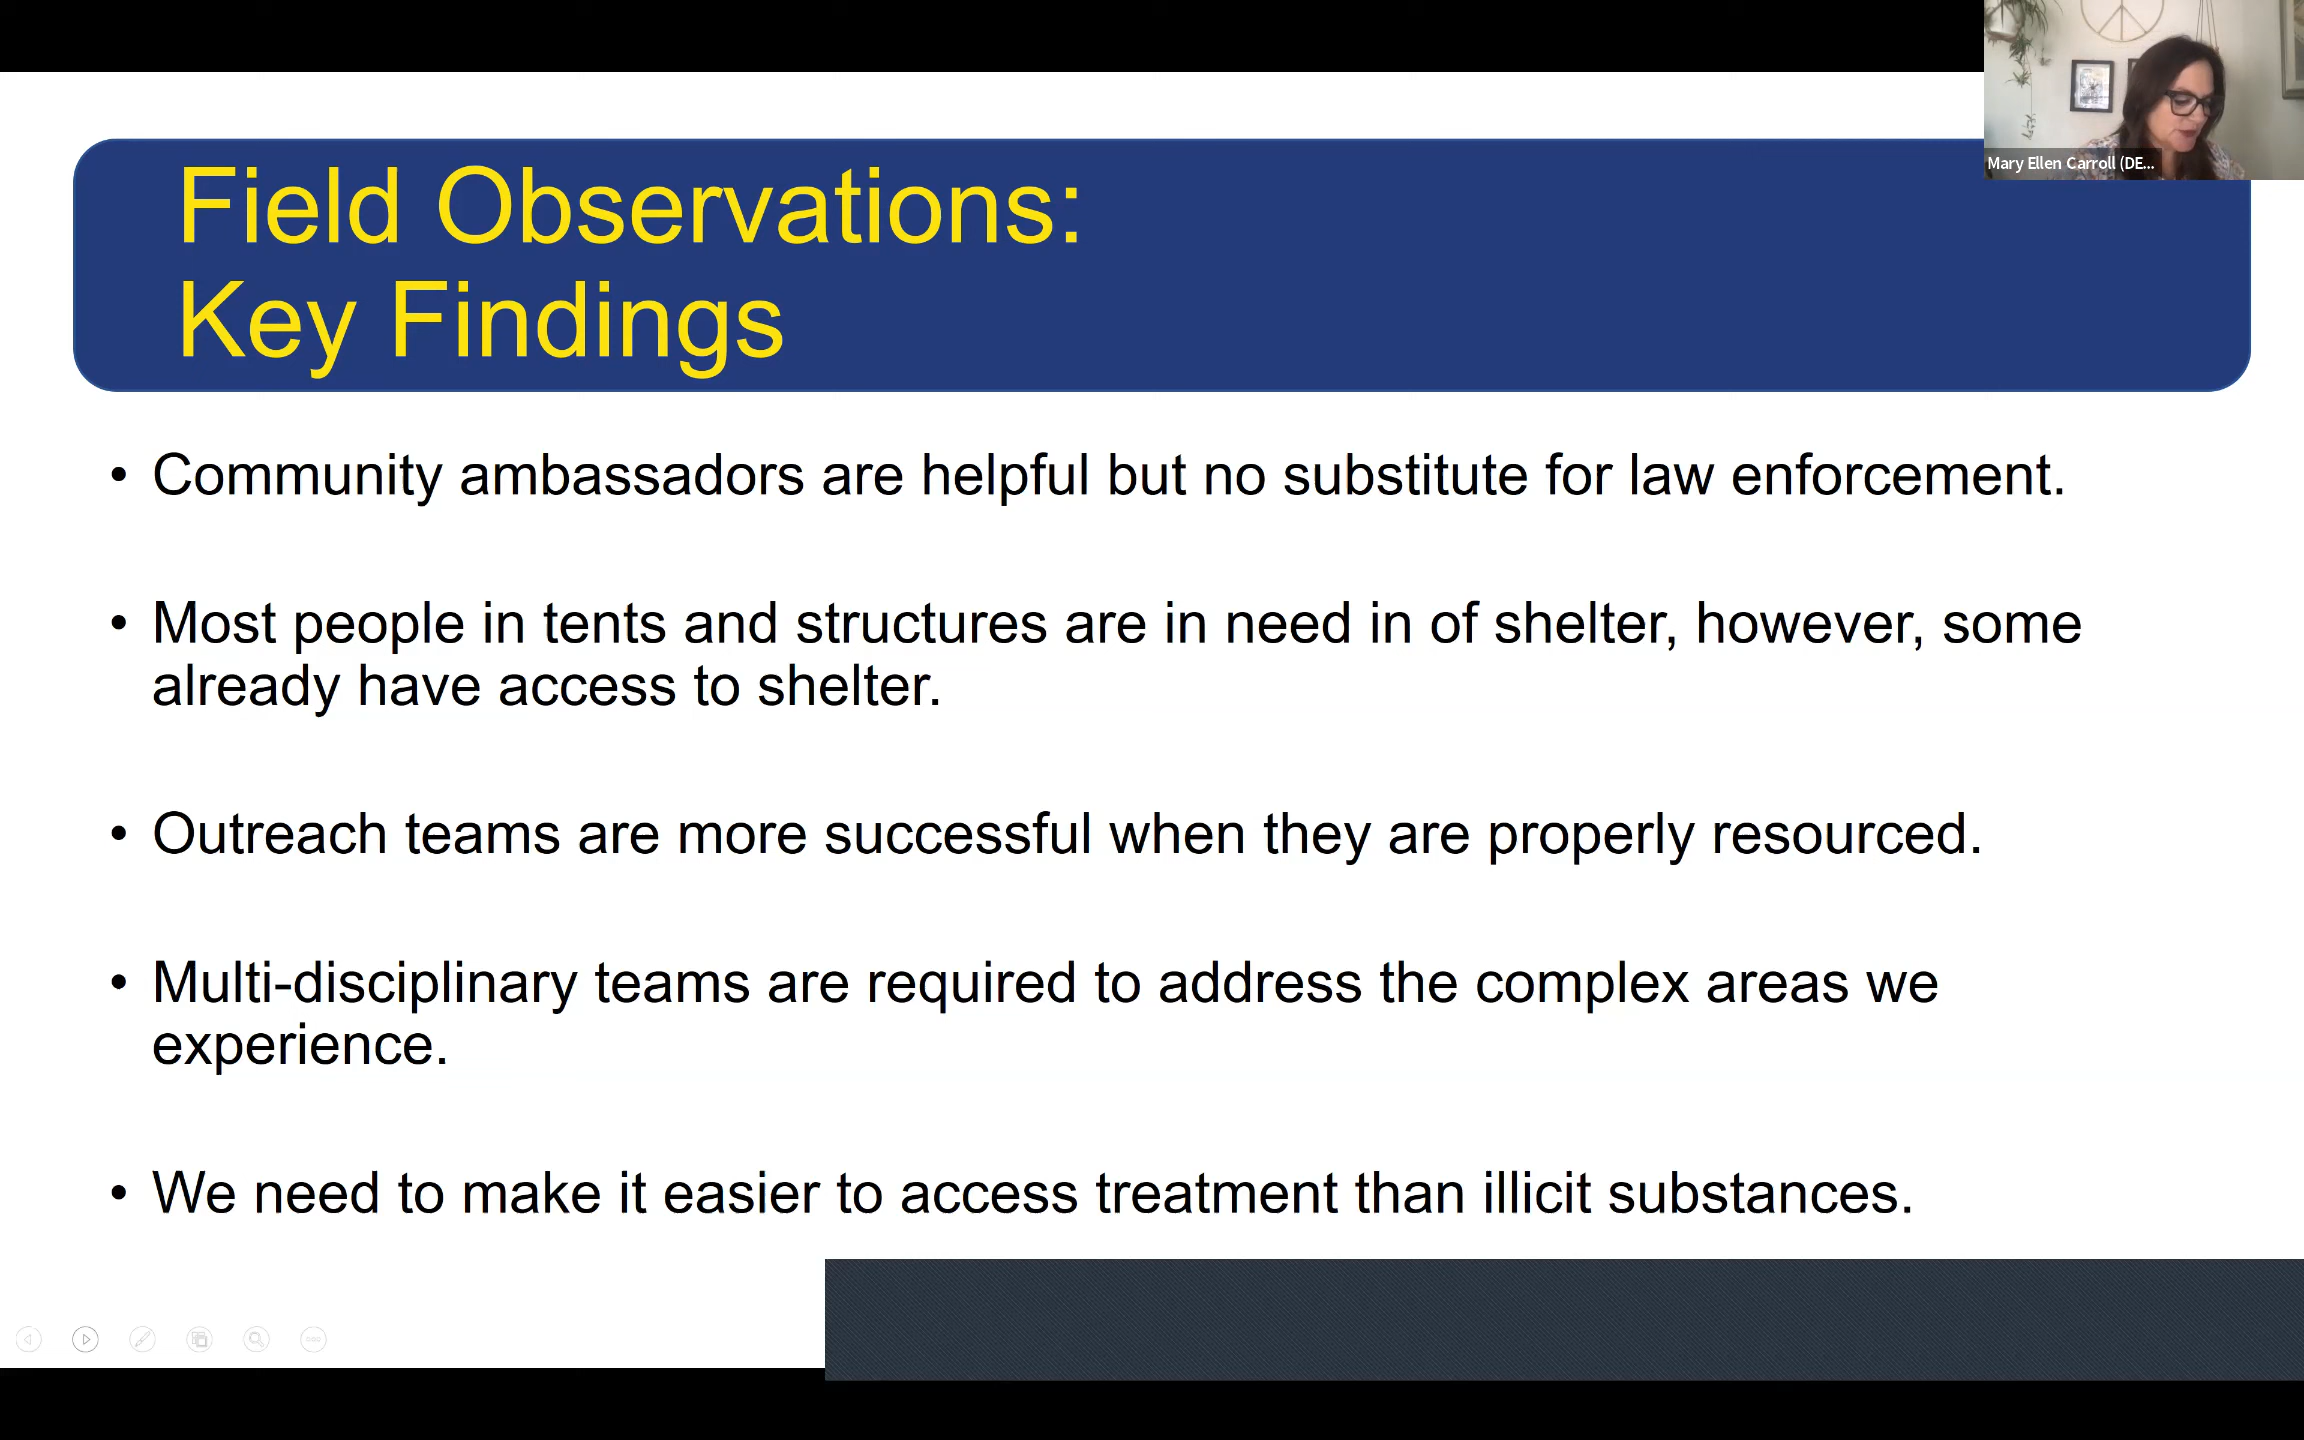 Mary Ellen Carroll (DE...
Field Observations:
Key Findings
• Community ambassadors are helpful but no substitute for law enforcement.
• Most people in tents and structures are in need in of shelter, however, some
already have access to shelter.
• Outreach teams are more successful when they are properly resourced.
• Multi-disciplinary teams are required to address the complex areas we
experience.
• We need to make it easier to access treatment than illicit substances.